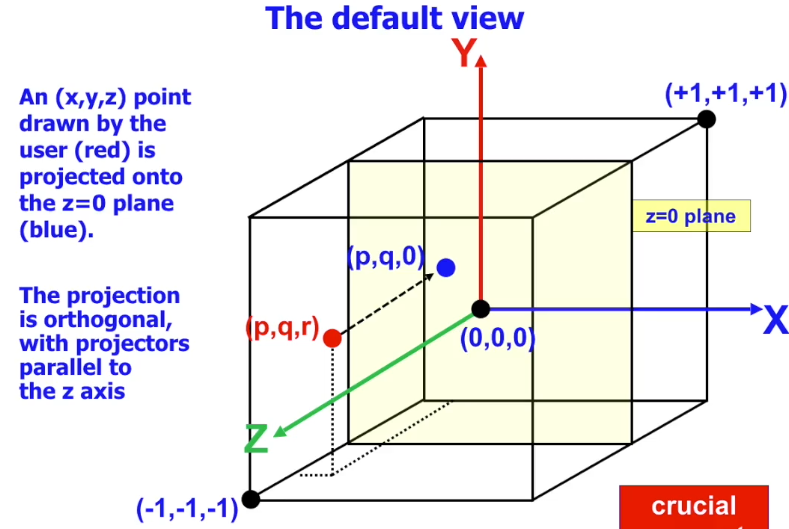 The default view
Y
An (x,y,z) point
drawn by the
user (red) is
projected onto
the z=0 plane
(blue).
(+1,+1,+1)
z=0 plane
(p,q,0)
The projection
is orthogonal,
with projectors
parallel to
the z axis
(p,q,r)
X
(0,0,0)
Z
(-1,-1,-1)
crucial